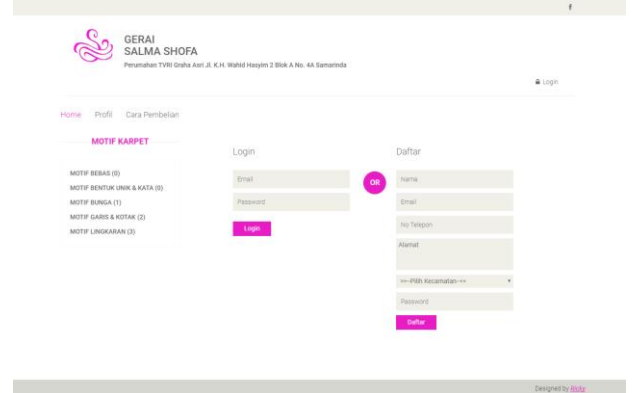 f
GERAI
SALMA SHOFA
Perumahan TVRI Graha Asri Jl. K.H. Wahid Hasyim 2 Blok A No. 4A Samarinda
Login
Home Profil Cara Pembelian
MOTIF KARPET
MOTIF BEBAS (0)
MOTIF BENTUK UNIK & KATA (0)
MOTIF BUNGA (1)
MOTIF GARIS & KOTAK (2)
MOTIF LINGKARAN (3)
Login
Email
Password
Login
OR
Daftar
Nama
Email
No Telepon
Alamat
==--Pilih Kecamatan--==
Password
Daftar
Designed by